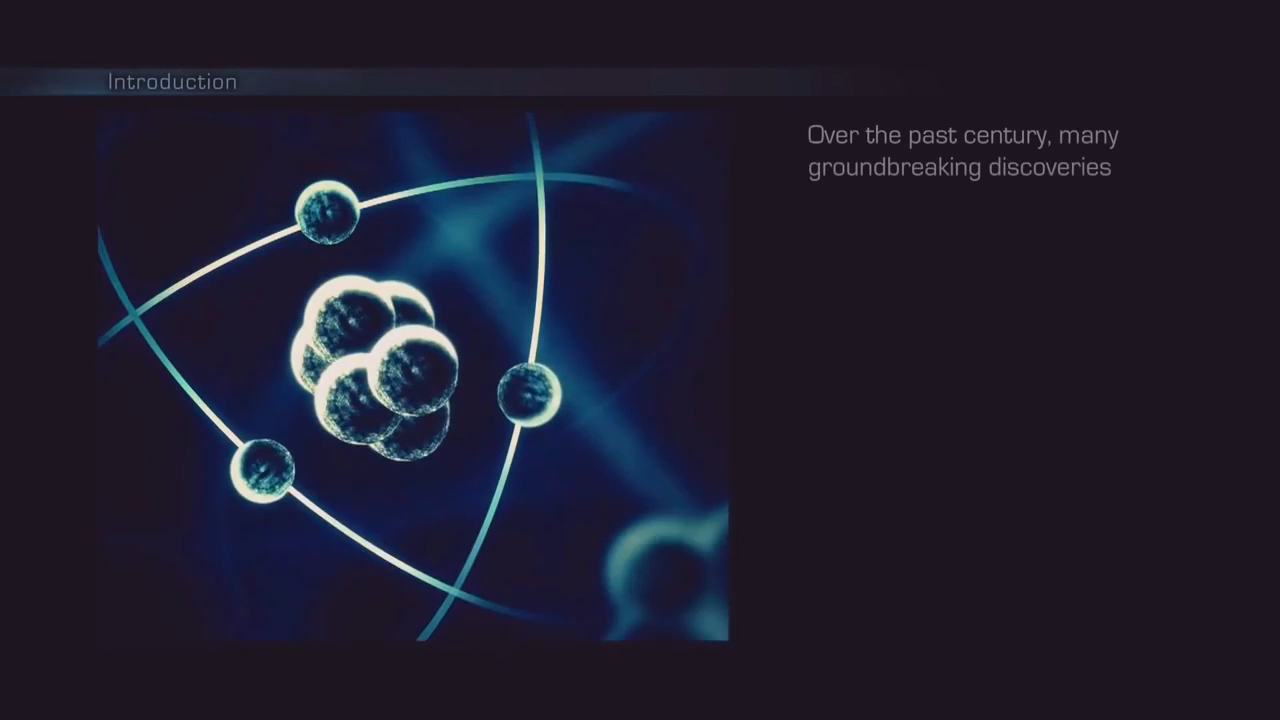 Introduction
Over the past century, many
groundbreaking discoveries